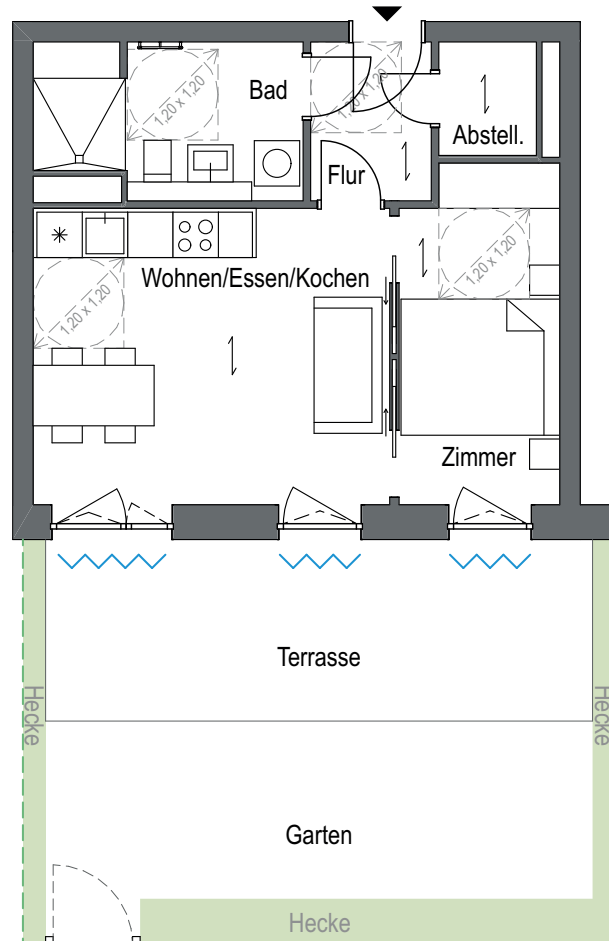 1,20 x 1,20
Bad
1,20 x 1,20
Abstell.
Flur
Wohnen/Essen/Kochen
1,20 x 1,20
1,20 x 1,20
Zimmer
Terrasse
Hecke
Hecke
Garten
Hecke